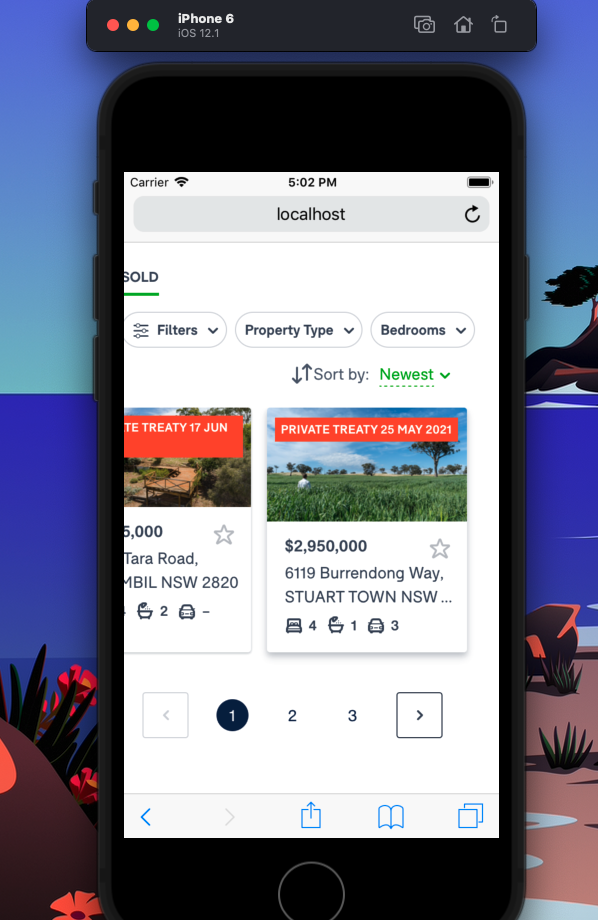 iPhone 6
iOS 12.1
Carrier 5:02 PM
localhost
SOLD
Filters Property Type Bedrooms
Sort by: Newest
TE TREATY 17 JUN
PRIVATE TREATY 25 MAY 2021
5,000
Tara Road,
MBIL NSW 2820
2 –
$2,950,000
6119 Burrendong Way,
STUART TOWN NSW ...
4 1 3
1 2 3